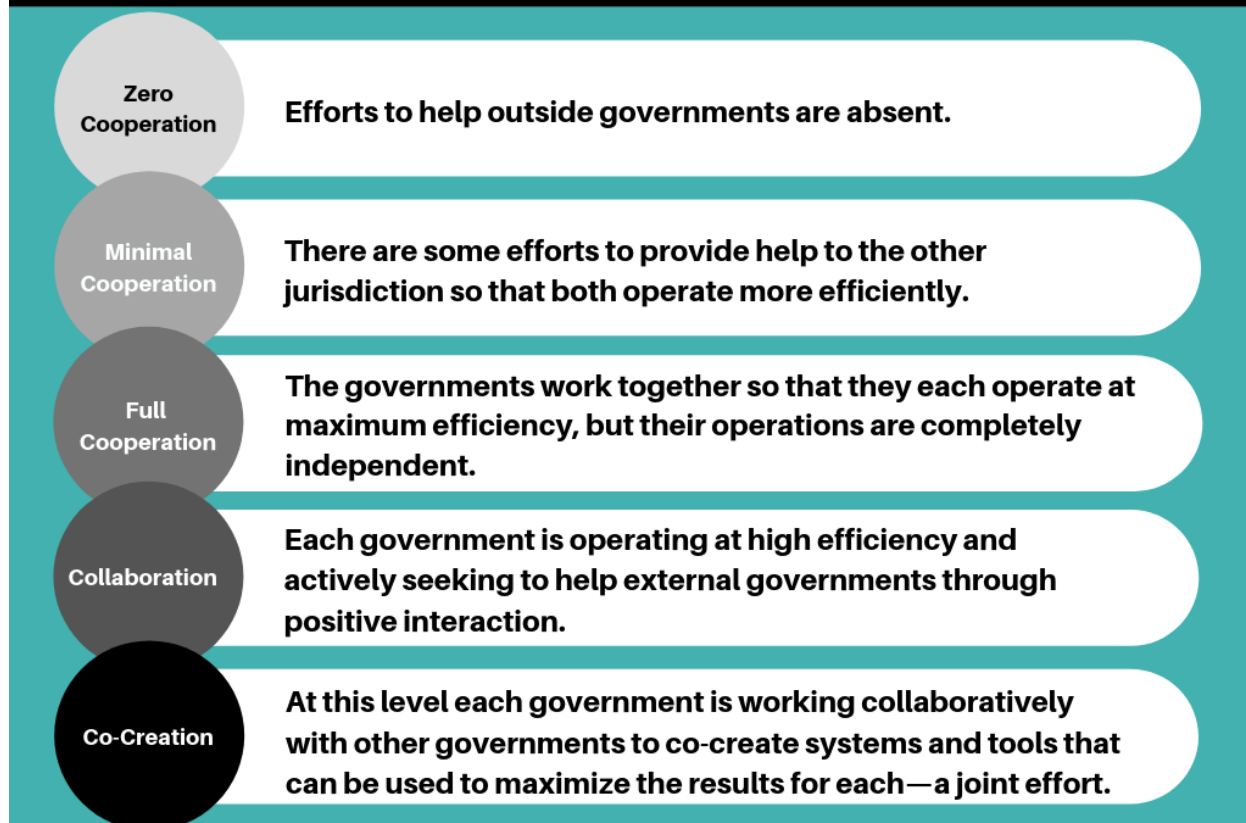 Zero
Cooperation
Efforts to help outside governments are absent.
Minimal
Cooperation
There are some efforts to provide help to the other
jurisdiction so that both operate more efficiently.
Full
Cooperation
The governments work together so that they each operate at
maximum efficiency, but their operations are completely
independent.
Collaboration
Each government is operating at high efficiency and
actively seeking to help external governments through
positive interaction.
Co-Creation
At this level each government is working collaboratively
with other governments to co-create systems and tools that
can be used to maximize the results for each—a joint effort.